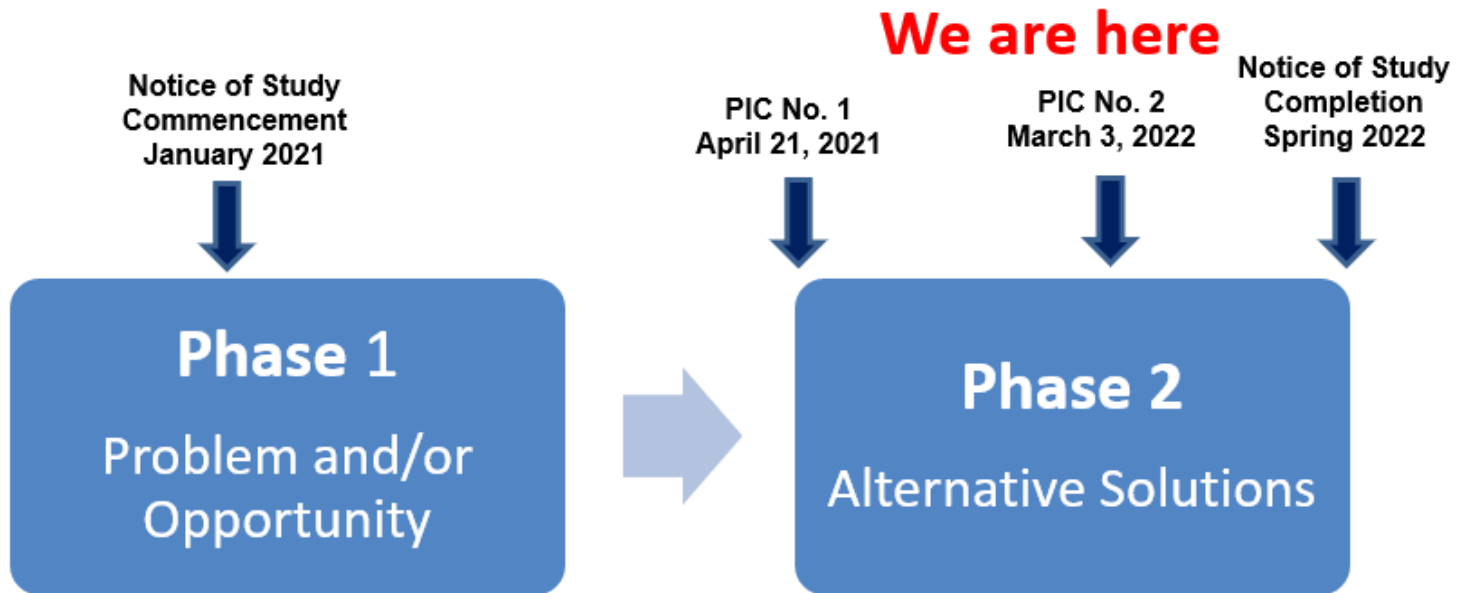 We are here
Notice of Study
Commencement
January 2021
PIC No. 1
April 21, 2021
PIC No. 2
March 3, 2022
Notice of Study
Completion
Spring 2022
Phase 1
Problem and/or
Opportunity
Phase 2
Alternative Solutions